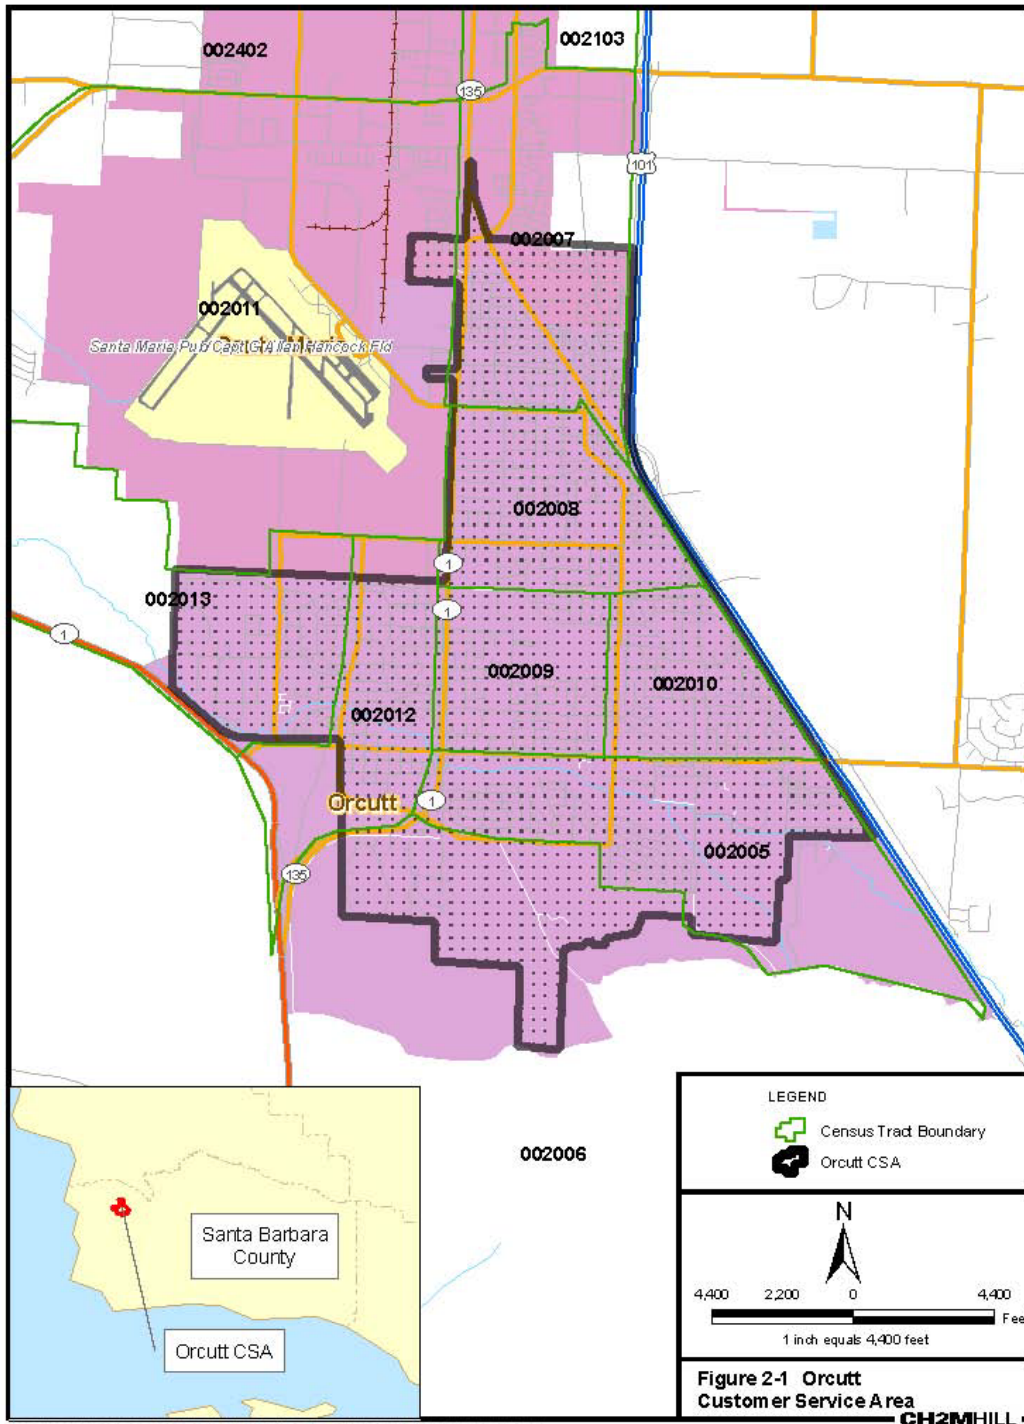 002402
002103
135
101
002007
002011
Santa Maria Pub/Capt G Allan Hancock Fld
002008
1
002013
1
1
002009
002010
002012
Orcutt
1
002005
135
002006
LEGEND
Census Tract Boundary
Orcutt CSA
Santa Barbara
County
Orcutt CSA
N
4,400 2,200 0 4,400
Fee
1 inch equals 4,400 feet
Figure 2-1 Orcutt
Customer Service Area
CH2MHILL